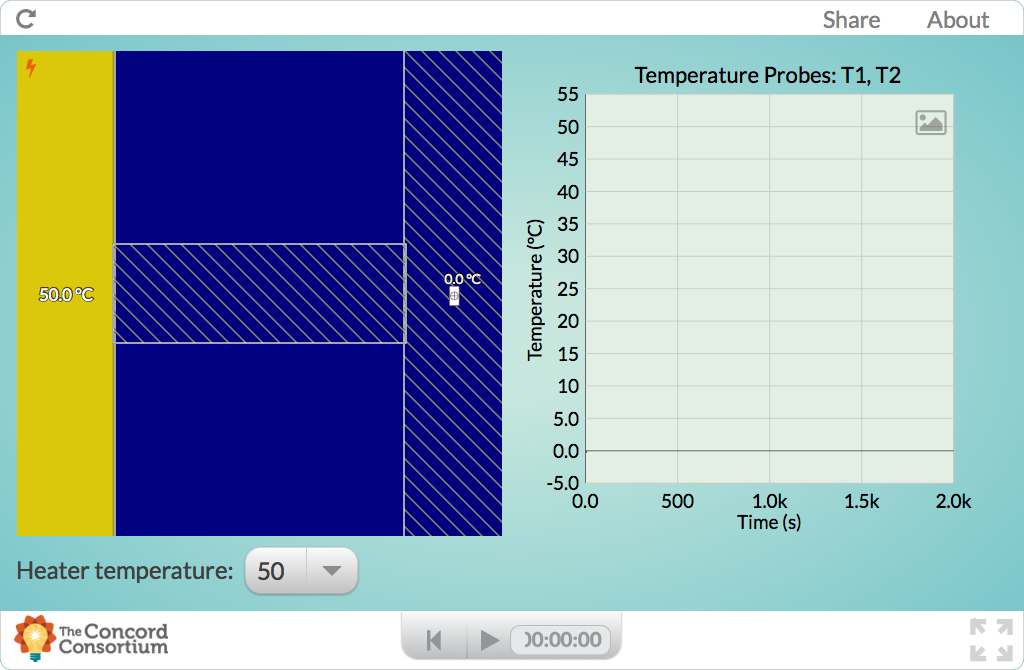 Share About
Temperature Probes: T1, T2
55
50
45
40
35
30
25
20
15
10
5.0
0.0
-5.0
Temperature (°C)
0.0 500 1.0k 1.5k 2.0k
Time (s)
50.0 °C
0.0 °C
Heater temperature: 50
The Concord
Consortium
00:00:00